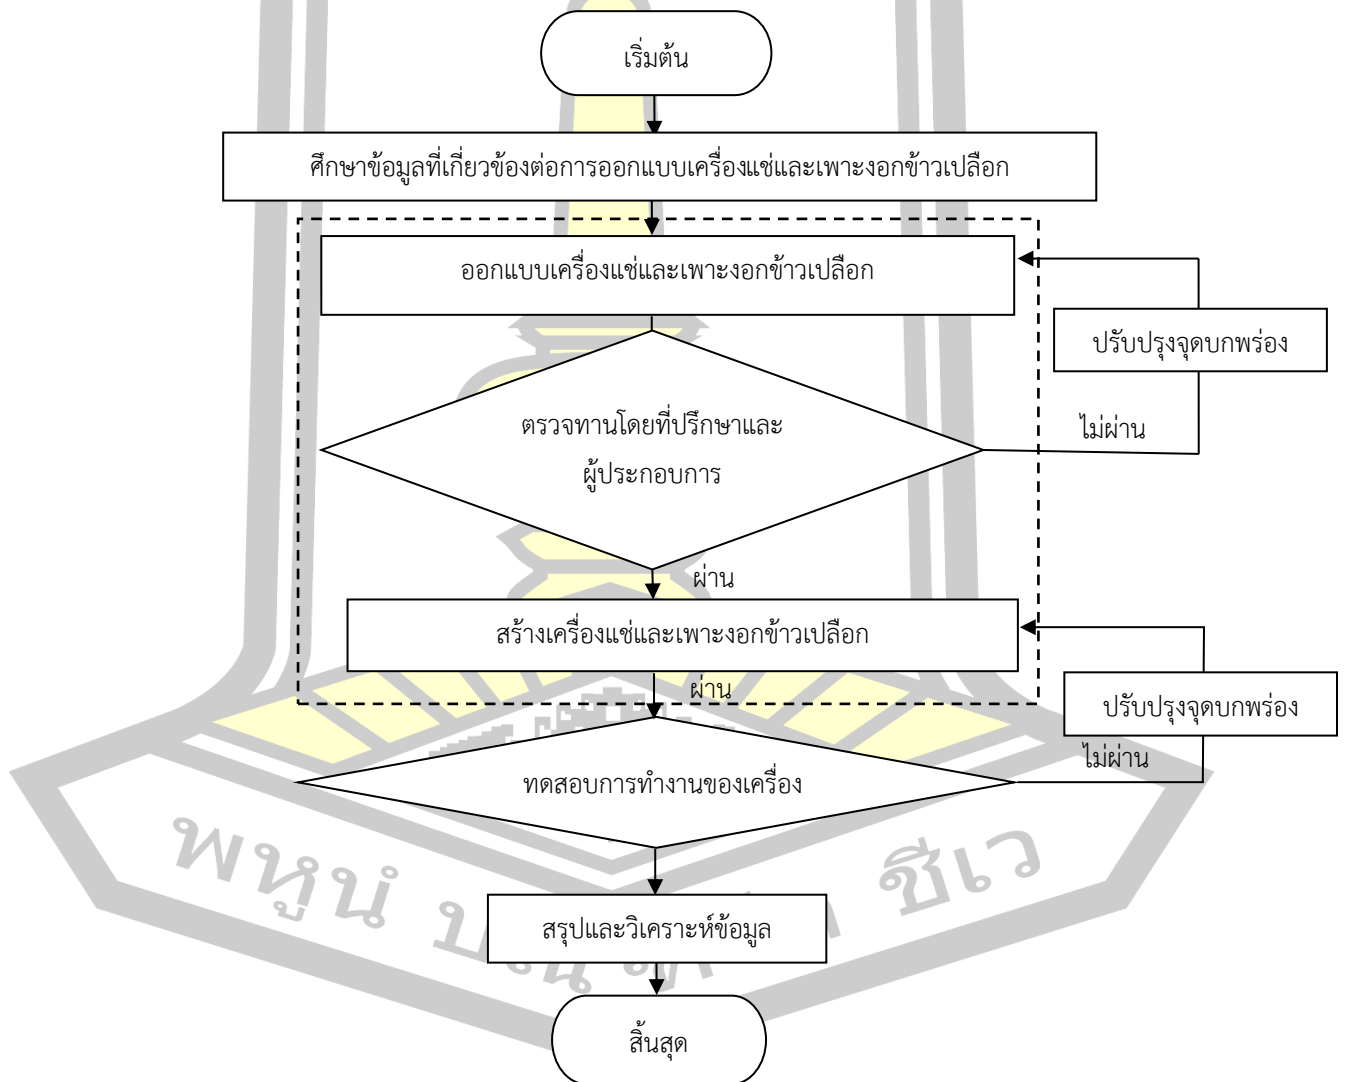 เริ่มต้น
ศึกษาข้อมูลที่เกี่ยวข้องต่อการออกแบบเครื่องแช่และเพาะงอกข้าวเปลือก
ออกแบบเครื่องแช่และเพาะงอกข้าวเปลือก
ปรับปรุงจุดบกพร่อง
ตรวจทานโดยที่ปรึกษาและ
ผู้ประกอบการ
ไม่ผ่าน
ผ่าน
สร้างเครื่องแช่และเพาะงอกข้าวเปลือก
ผ่าน
ปรับปรุงจุดบกพร่อง
ไม่ผ่าน
ทดสอบการทำงานของเครื่อง
พหูนํ
ชีเว
สรุปและวิเคราะห์ข้อมูล
สิ้นสุด